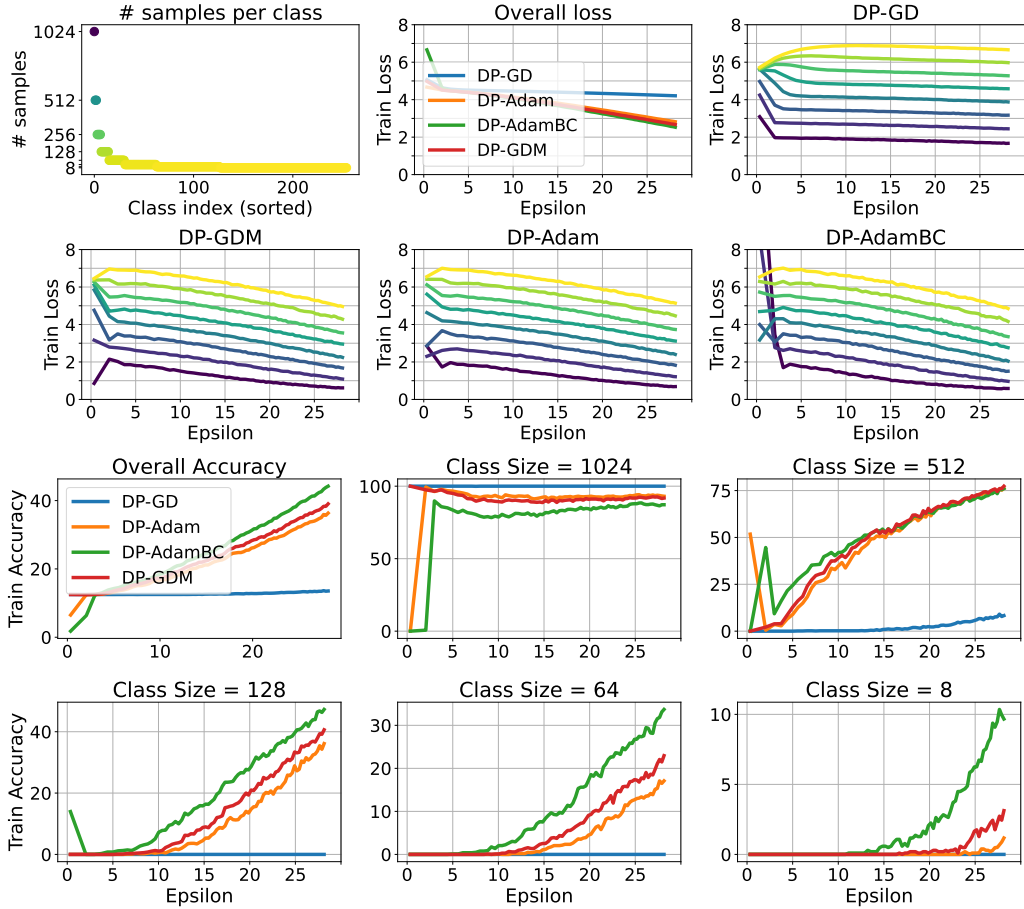 # samples per class
Overall loss
DP-GD
# samples
1024
512
256
128
8
0 100 200
Class index (sorted)
Train Loss
8
6
4
2
0
DP-GD
DP-Adam
DP-AdamBC
DP-GDM
0 5 10 15 20 25
Epsilon
Train Loss
8
6
4
2
0
0 5 10 15 20 25
Epsilon
DP-GDM
DP-Adam
DP-AdamBC
Train Loss
8
6
4
2
0
0 5 10 15 20 25
Epsilon
Train Loss
8
6
4
2
0
0 5 10 15 20 25
Epsilon
Train Loss
8
6
4
2
0
0 5 10 15 20 25
Epsilon
Overall Accuracy
Class Size = 1024
Class Size = 512
Train Accuracy
40
20
0
DP-GD
DP-Adam
DP-AdamBC
DP-GDM
0 10 20
100
50
0
0 5 10 15 20 25
75
50
25
0
0 5 10 15 20 25
Class Size = 128
Class Size = 64
Class Size = 8
Train Accuracy
40
20
0
0 5 10 15 20 25
Epsilon
30
20
10
0
0 5 10 15 20 25
Epsilon
10
5
0
0 5 10 15 20 25
Epsilon